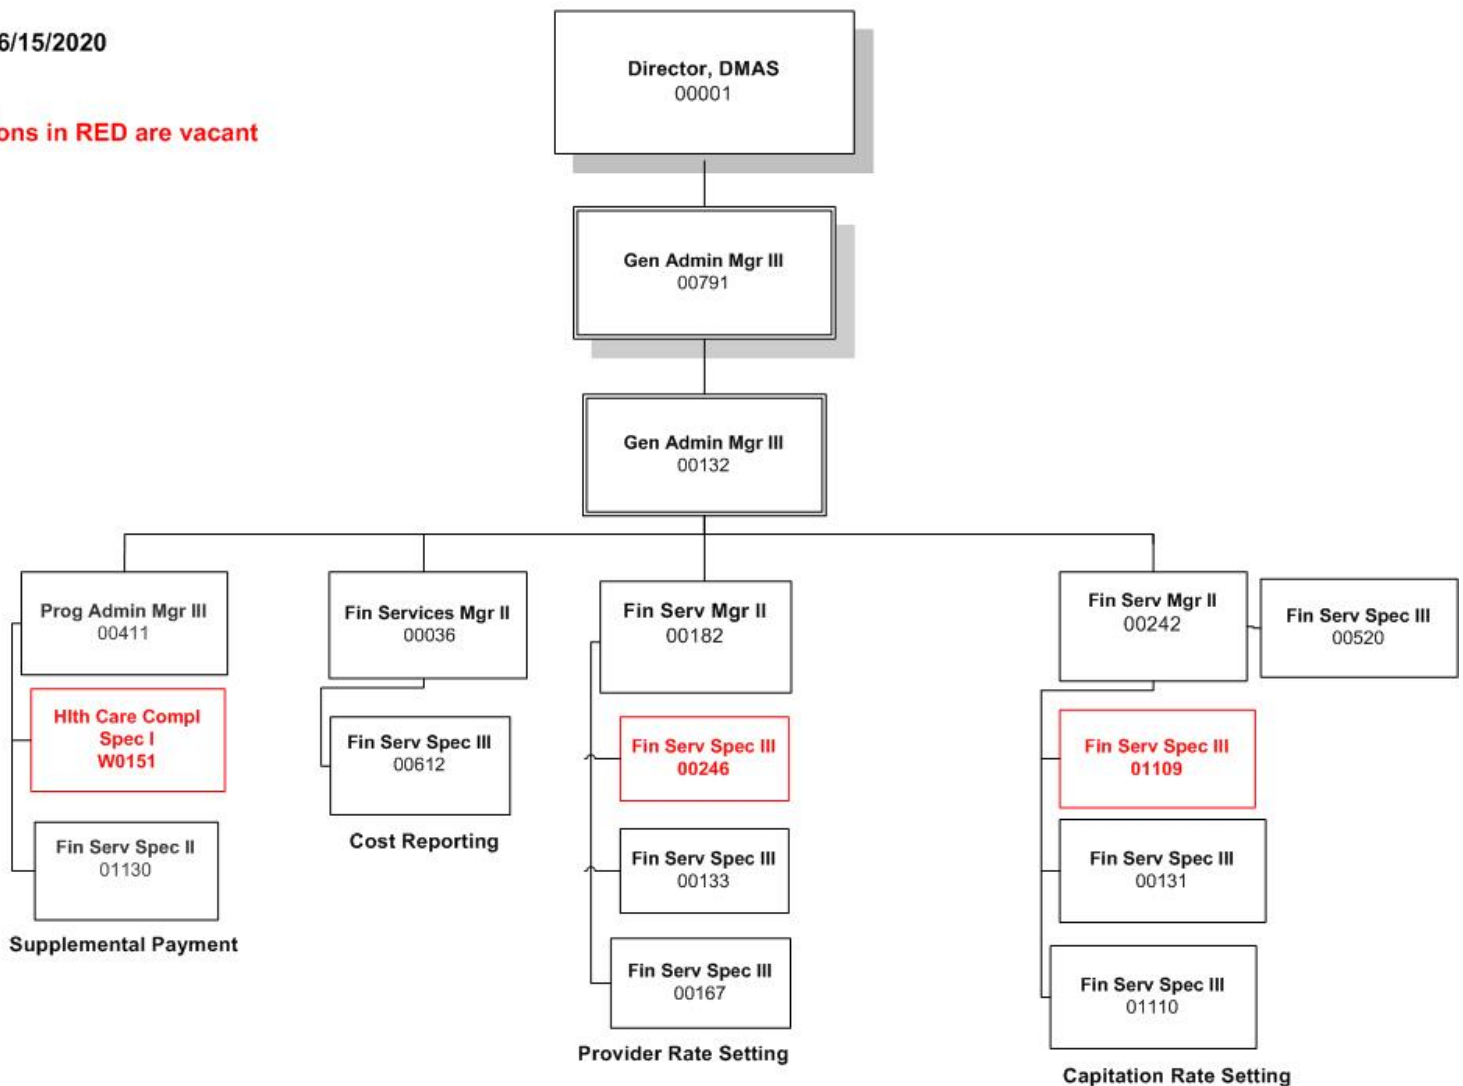 6/15/2020
ons in RED are vacant
Director, DMAS
00001
Gen Admin Mgr III
00791
Gen Admin Mgr III
00132
Prog Admin Mgr III
00411
Hlth Care Compl
Spec I
W0151
Fin Serv Spec II
01130
Supplemental Payment
Fin Services Mgr II
00036
Fin Serv Spec III
00612
Cost Reporting
Fin Serv Mgr II
00182
Fin Serv Spec III
00246
Fin Serv Spec III
00133
Fin Serv Spec III
00167
Provider Rate Setting
Fin Serv Mgr II
00242
Fin Serv Spec III
00520
Fin Serv Spec III
01109
Fin Serv Spec III
00131
Fin Serv Spec III
01110
Capitation Rate Setting